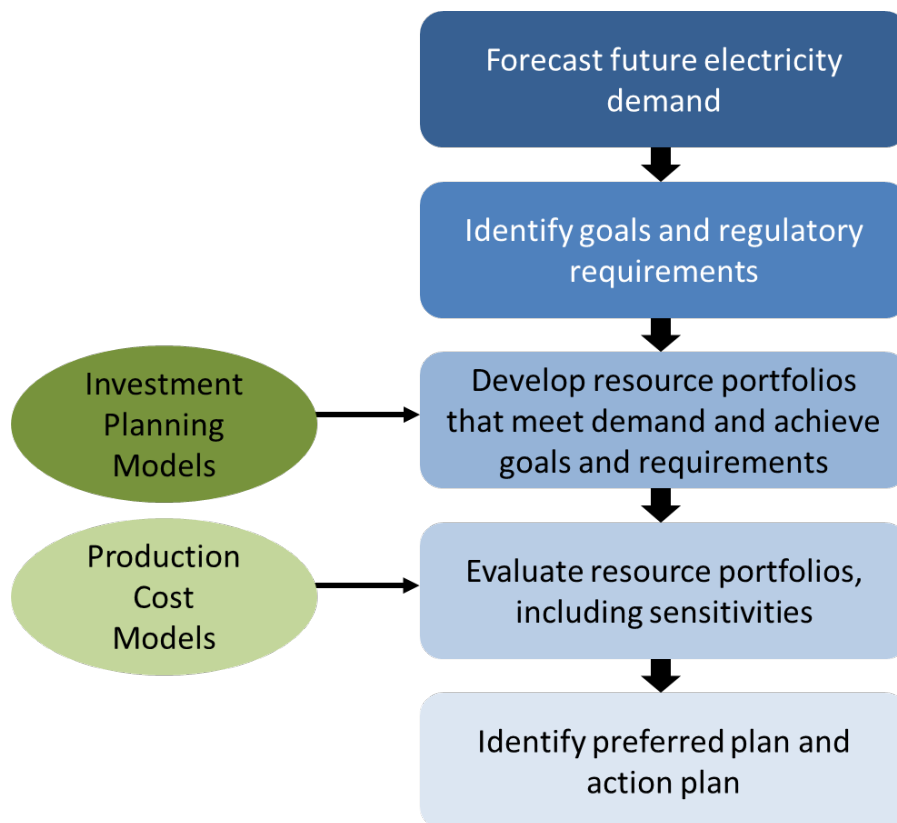 Forecast future electricity
demand
Identify goals and regulatory
requirements
Investment
Planning
Models
Develop resource portfolios
that meet demand and achieve
goals and requirements
Production
Cost
Models
Evaluate resource portfolios,
including sensitivities
Identify preferred plan and
action plan